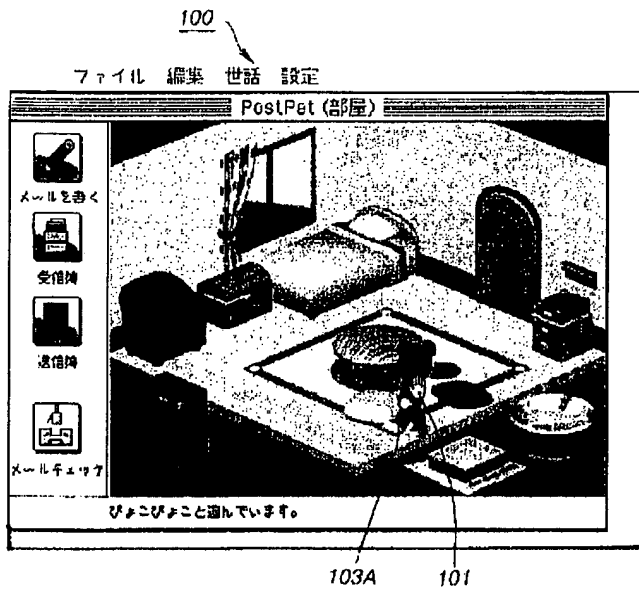 100
ファイル 編集 世話 設定
PostPet (部屋)
メールを書く
受信簿
送信簿
メールチェック
ぴょこぴょこと遊んでいます。
103A 101